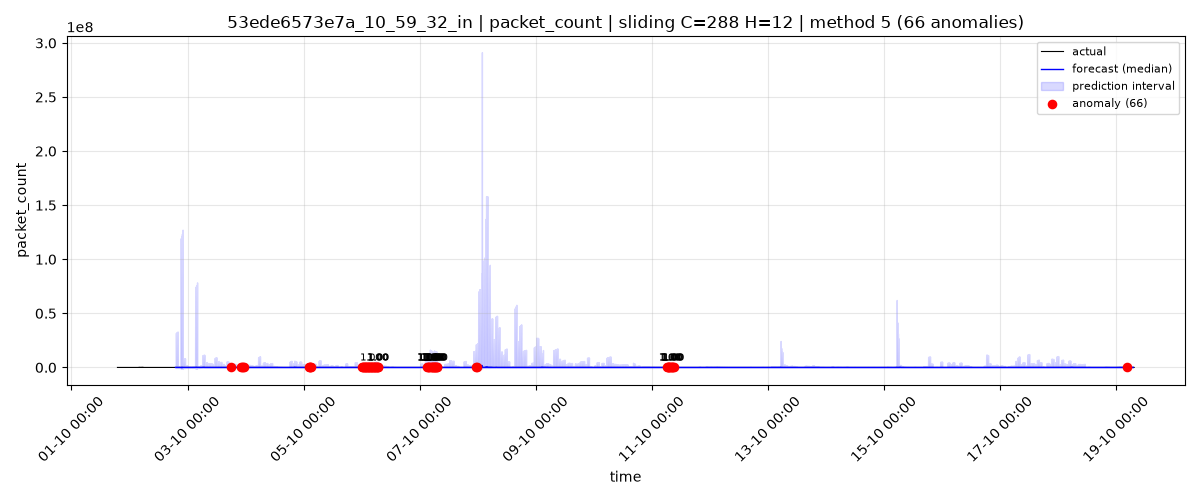 53ede6573e7a_10_59_32_in | packet_count | sliding C=288 H=12 | method 5 (66 anomalies)
1e8
3.0
2.5
2.0
1.5
1.0
0.5
0.0
packet_count
actual
forecast (median)
prediction interval
anomaly (66)
01-10 00:00
03-10 00:00
05-10 00:00
07-10 00:00
09-10 00:00
11-10 00:00
13-10 00:00
15-10 00:00
17-10 00:00
19-10 00:00
time